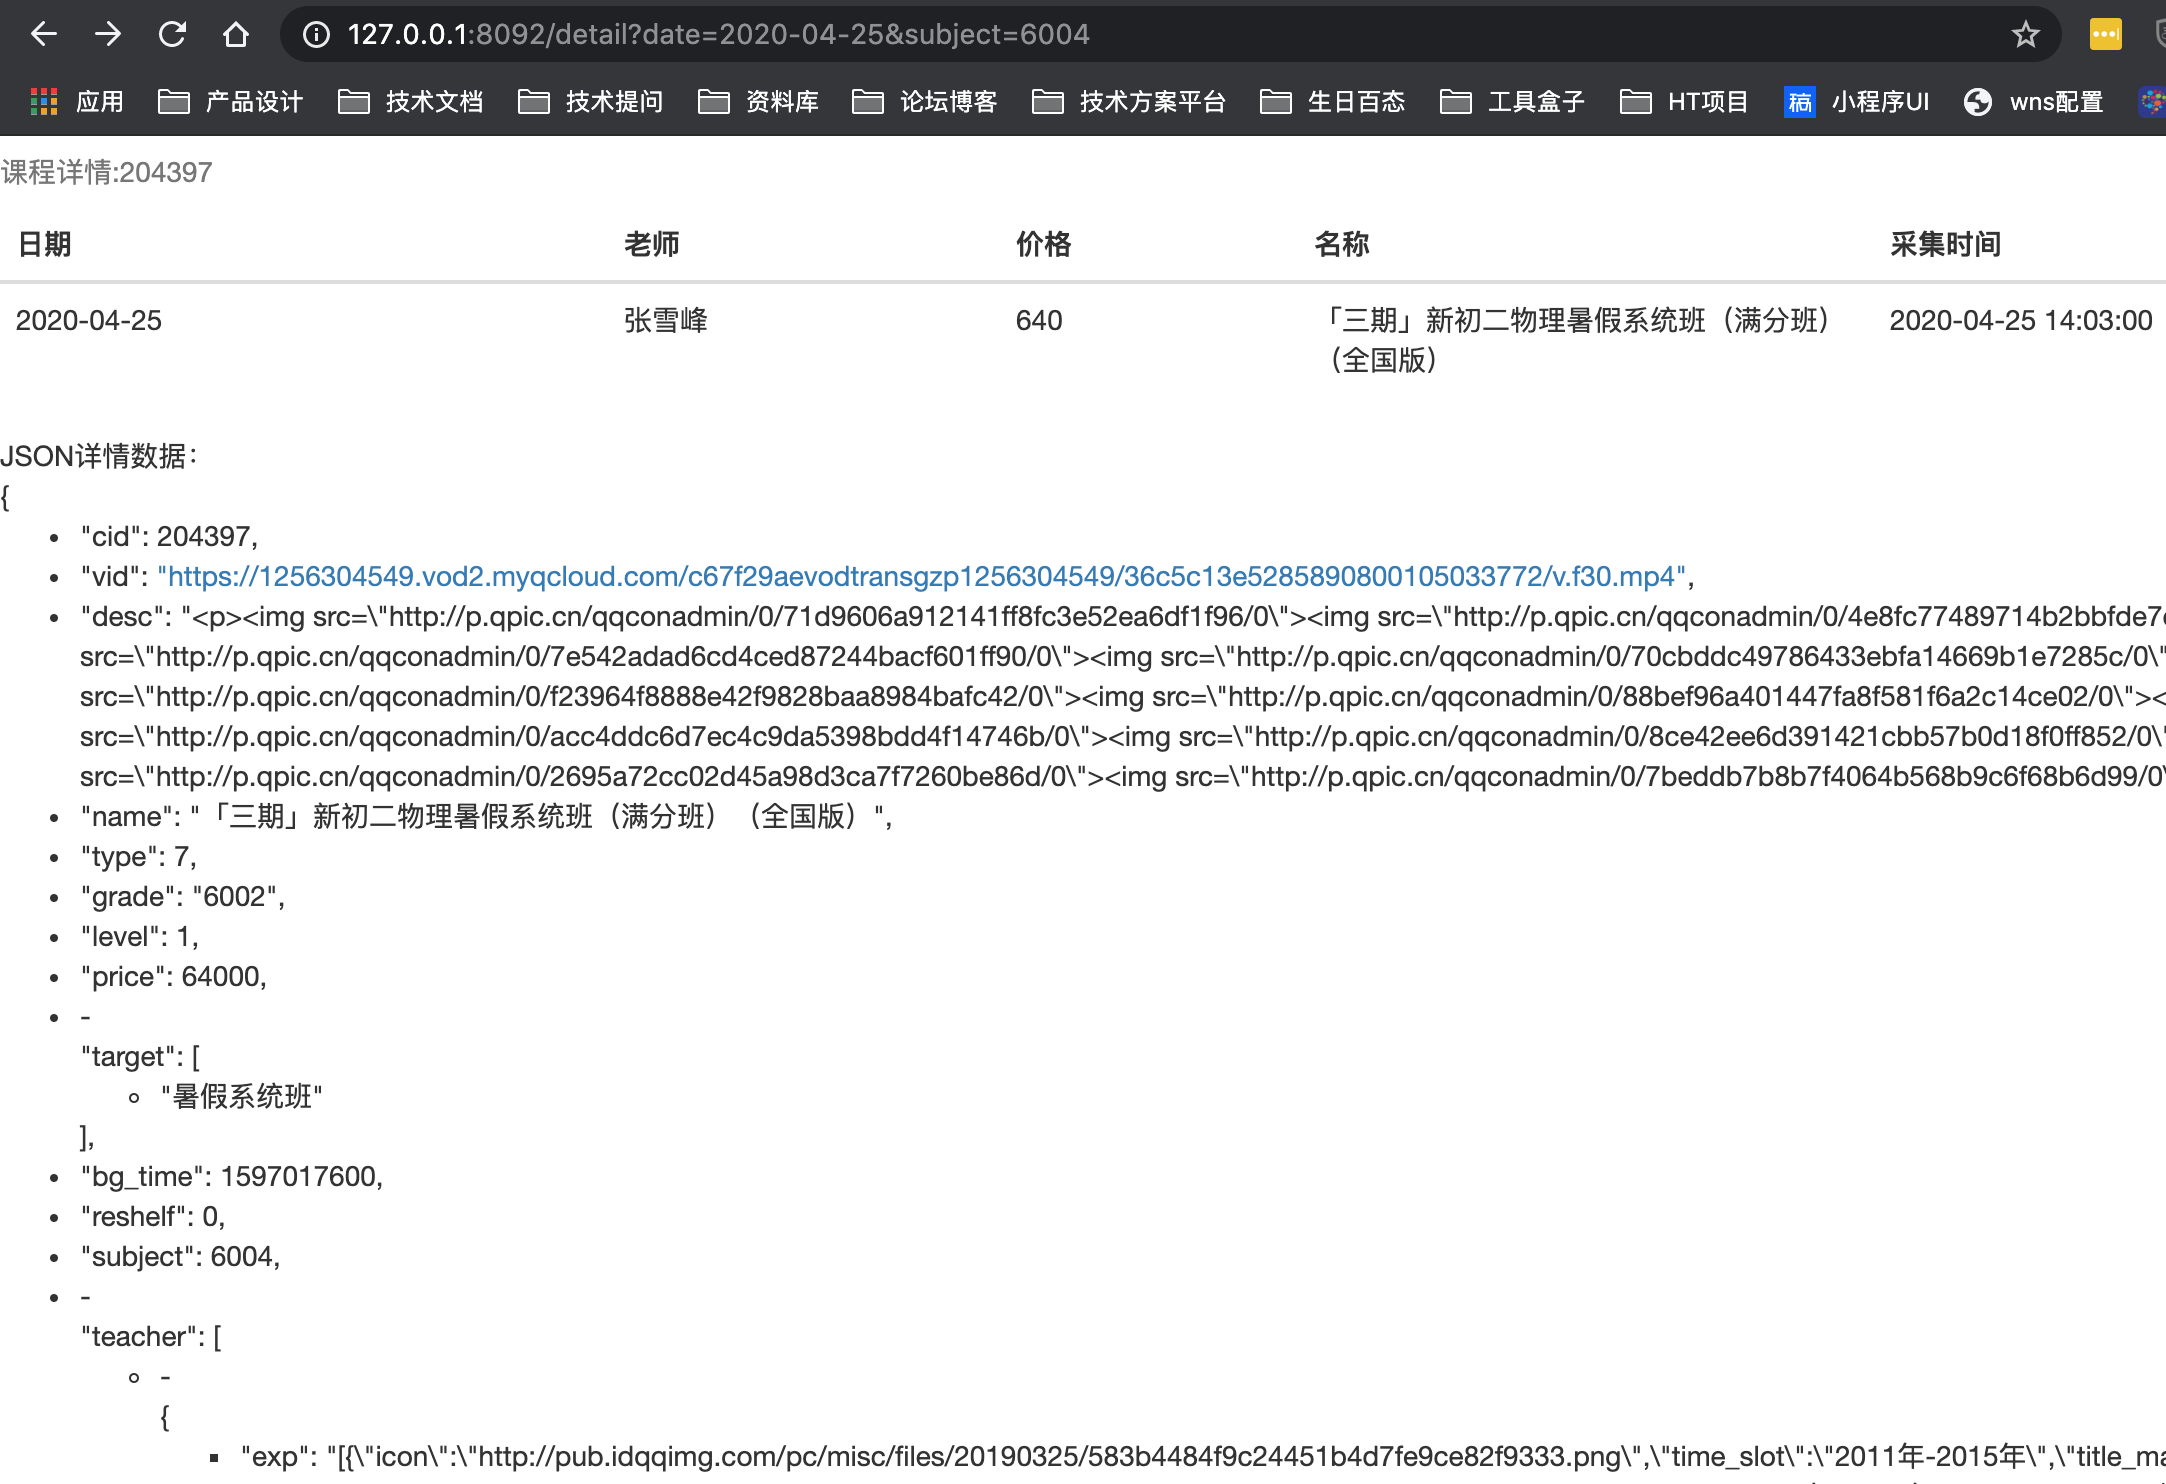 127.0.0.1:8092/detail?date=2020-04-25&subject=6004
应用 产品设计 技术文档 技术提问 资料库 论坛博客 技术方案平台 生日百态 工具盒子 HT项目 稿 小程序UI wns配置
课程详情:204397
日期 老师 价格 名称 采集时间
2020-04-25 张雪峰 640 「三期」新初二物理暑假系统班（满分班） 2020-04-25 14:03:00
（全国版）
JSON详情数据：
{
"cid": 204397,
"vid": "https://1256304549.vod2.myqcloud.com/c67f29aevodtransgzp1256304549/36c5c13e5285890800105033772/v.f30.mp4",
"desc": "<p><img src=\"http://p.qpic.cn/qqconadmin/0/71d9606a912141ff8fc3e52ea6df1f96/0\"><img src=\"http://p.qpic.cn/qqconadmin/0/4e8fc77489714b2bbfde7
src=\"http://p.qpic.cn/qqconadmin/0/7e542adad6cd4ced87244bacf601ff90/0\"><img src=\"http://p.qpic.cn/qqconadmin/0/70cbddc49786433ebfa14669b1e7285c/0\"
src=\"http://p.qpic.cn/qqconadmin/0/f23964f8888e42f9828baa8984bafc42/0\"><img src=\"http://p.qpic.cn/qqconadmin/0/88bef96a401447fa8f581f6a2c14ce02/0\"><
src=\"http://p.qpic.cn/qqconadmin/0/acc4ddc6d7ec4c9da5398bdd4f14746b/0\"><img src=\"http://p.qpic.cn/qqconadmin/0/8ce42ee6d391421cbb57b0d18f0ff852/0\"
src=\"http://p.qpic.cn/qqconadmin/0/2695a72cc02d45a98d3ca7f7260be86d/0\"><img src=\"http://p.qpic.cn/qqconadmin/0/7beddb7b8b7f4064b568b9c6f68b6d99/0\
"name": "「三期」新初二物理暑假系统班（满分班）（全国版）",
"type": 7,
"grade": "6002",
"level": 1,
"price": 64000,
-
"target": [
"暑假系统班"
],
"bg_time": 1597017600,
"reshelf": 0,
"subject": 6004,
-
"teacher": [
-
{
"exp": "[{\"icon\":\"http://pub.idqqimg.com/pc/misc/files/20190325/583b4484f9c24451b4d7fe9ce82f9333.png\",\"time_slot\":\"2011年-2015年\",\"title_ma